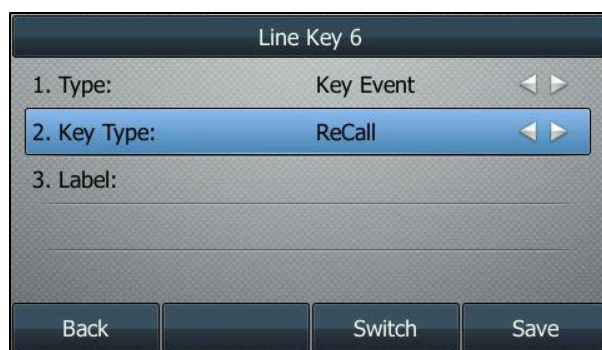 Line Key 6
1. Type: Key Event
2. Key Type: ReCall
3. Label:
Back Switch Save